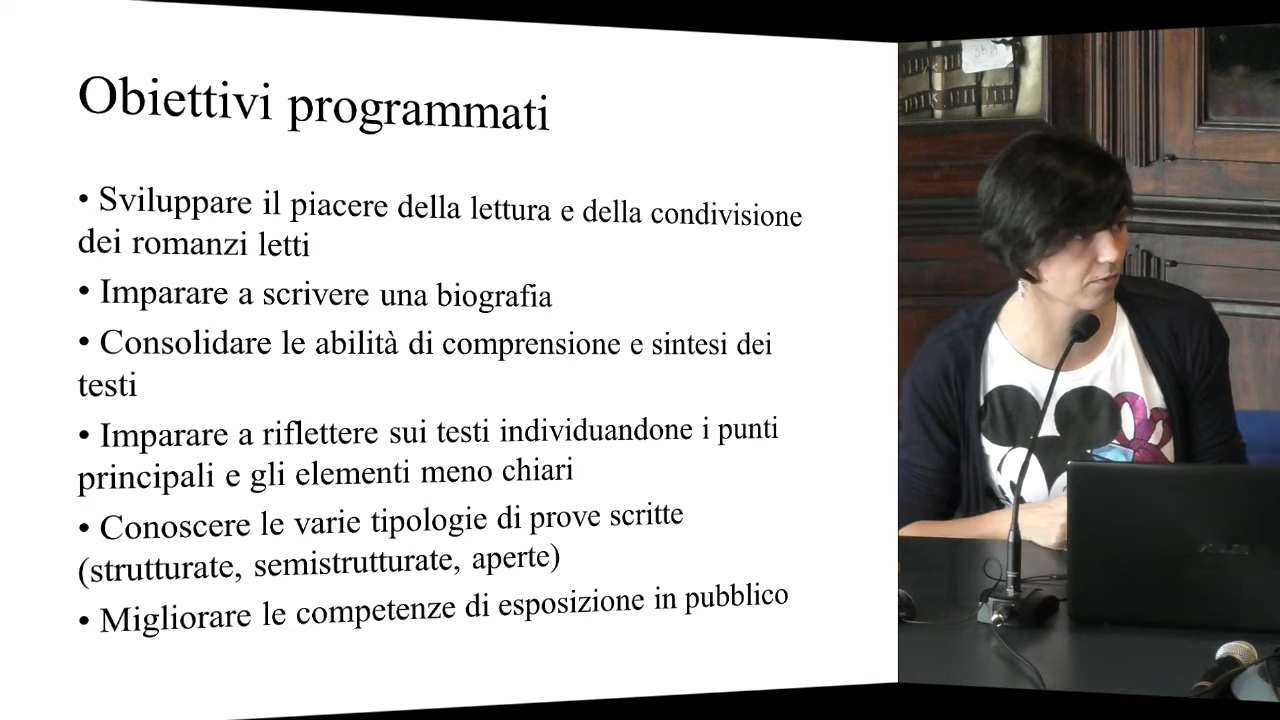 Obiettivi programmati
• Sviluppare il piacere della lettura e della condivisione
dei romanzi letti
• Imparare a scrivere una biografia
• Consolidare le abilità di comprensione e sintesi dei
testi
• Imparare a riflettere sui testi individuandone i punti
principali e gli elementi meno chiari
• Conoscere le varie tipologie di prove scritte
(strutturate, semistrutturate, aperte)
• Migliorare le competenze di esposizione in pubblico